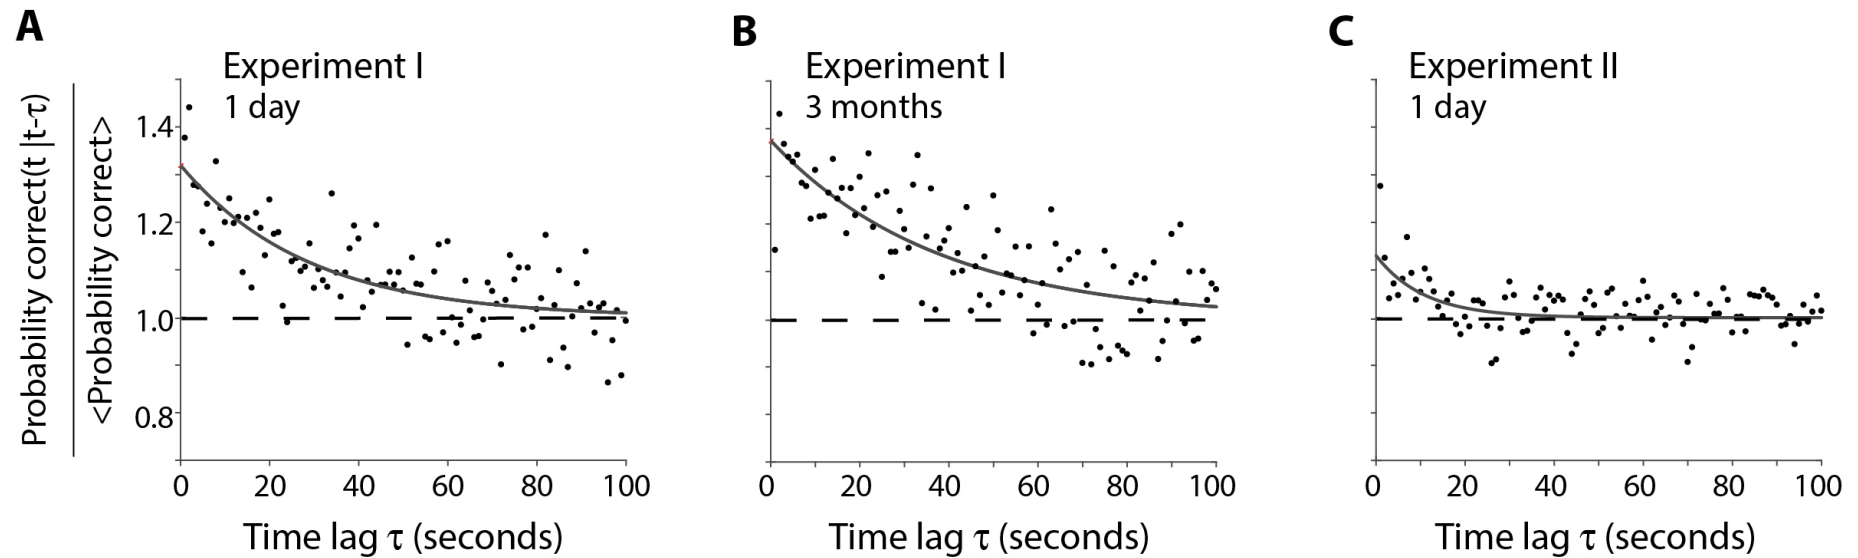 A
Experiment I
1 day
Probability correct(t |t-τ)
<Probability correct>
1.4
1.2
1.0
0.8
0 20 40 60 80 100
Time lag τ (seconds)
B
Experiment I
3 months
0 20 40 60 80 100
Time lag τ (seconds)
C
Experiment II
1 day
0 20 40 60 80 100
Time lag τ (seconds)